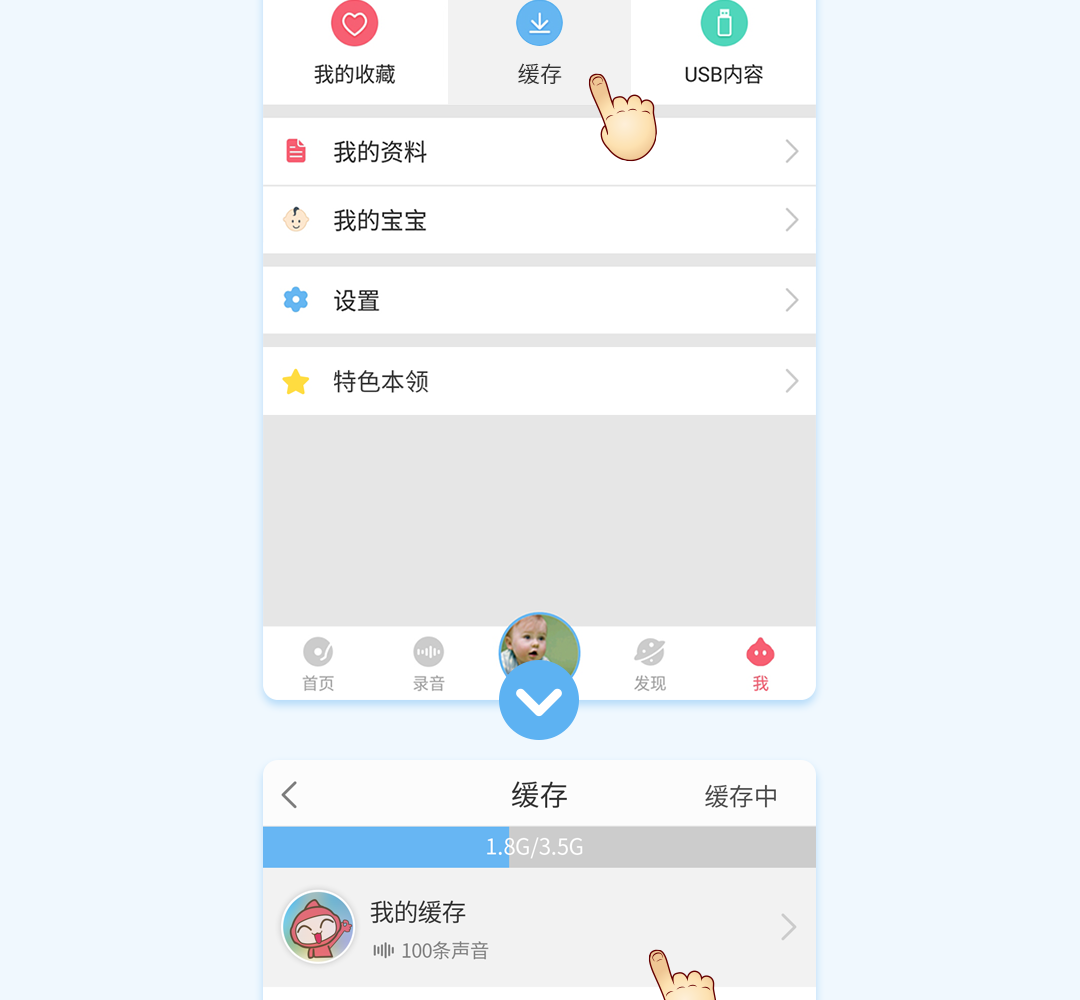 我的收藏
缓存
USB内容
我的资料
我的宝宝
设置
特色本领
首页
录音
发现
我
缓存
缓存中
1.8G/3.5G
我的缓存
100条声音